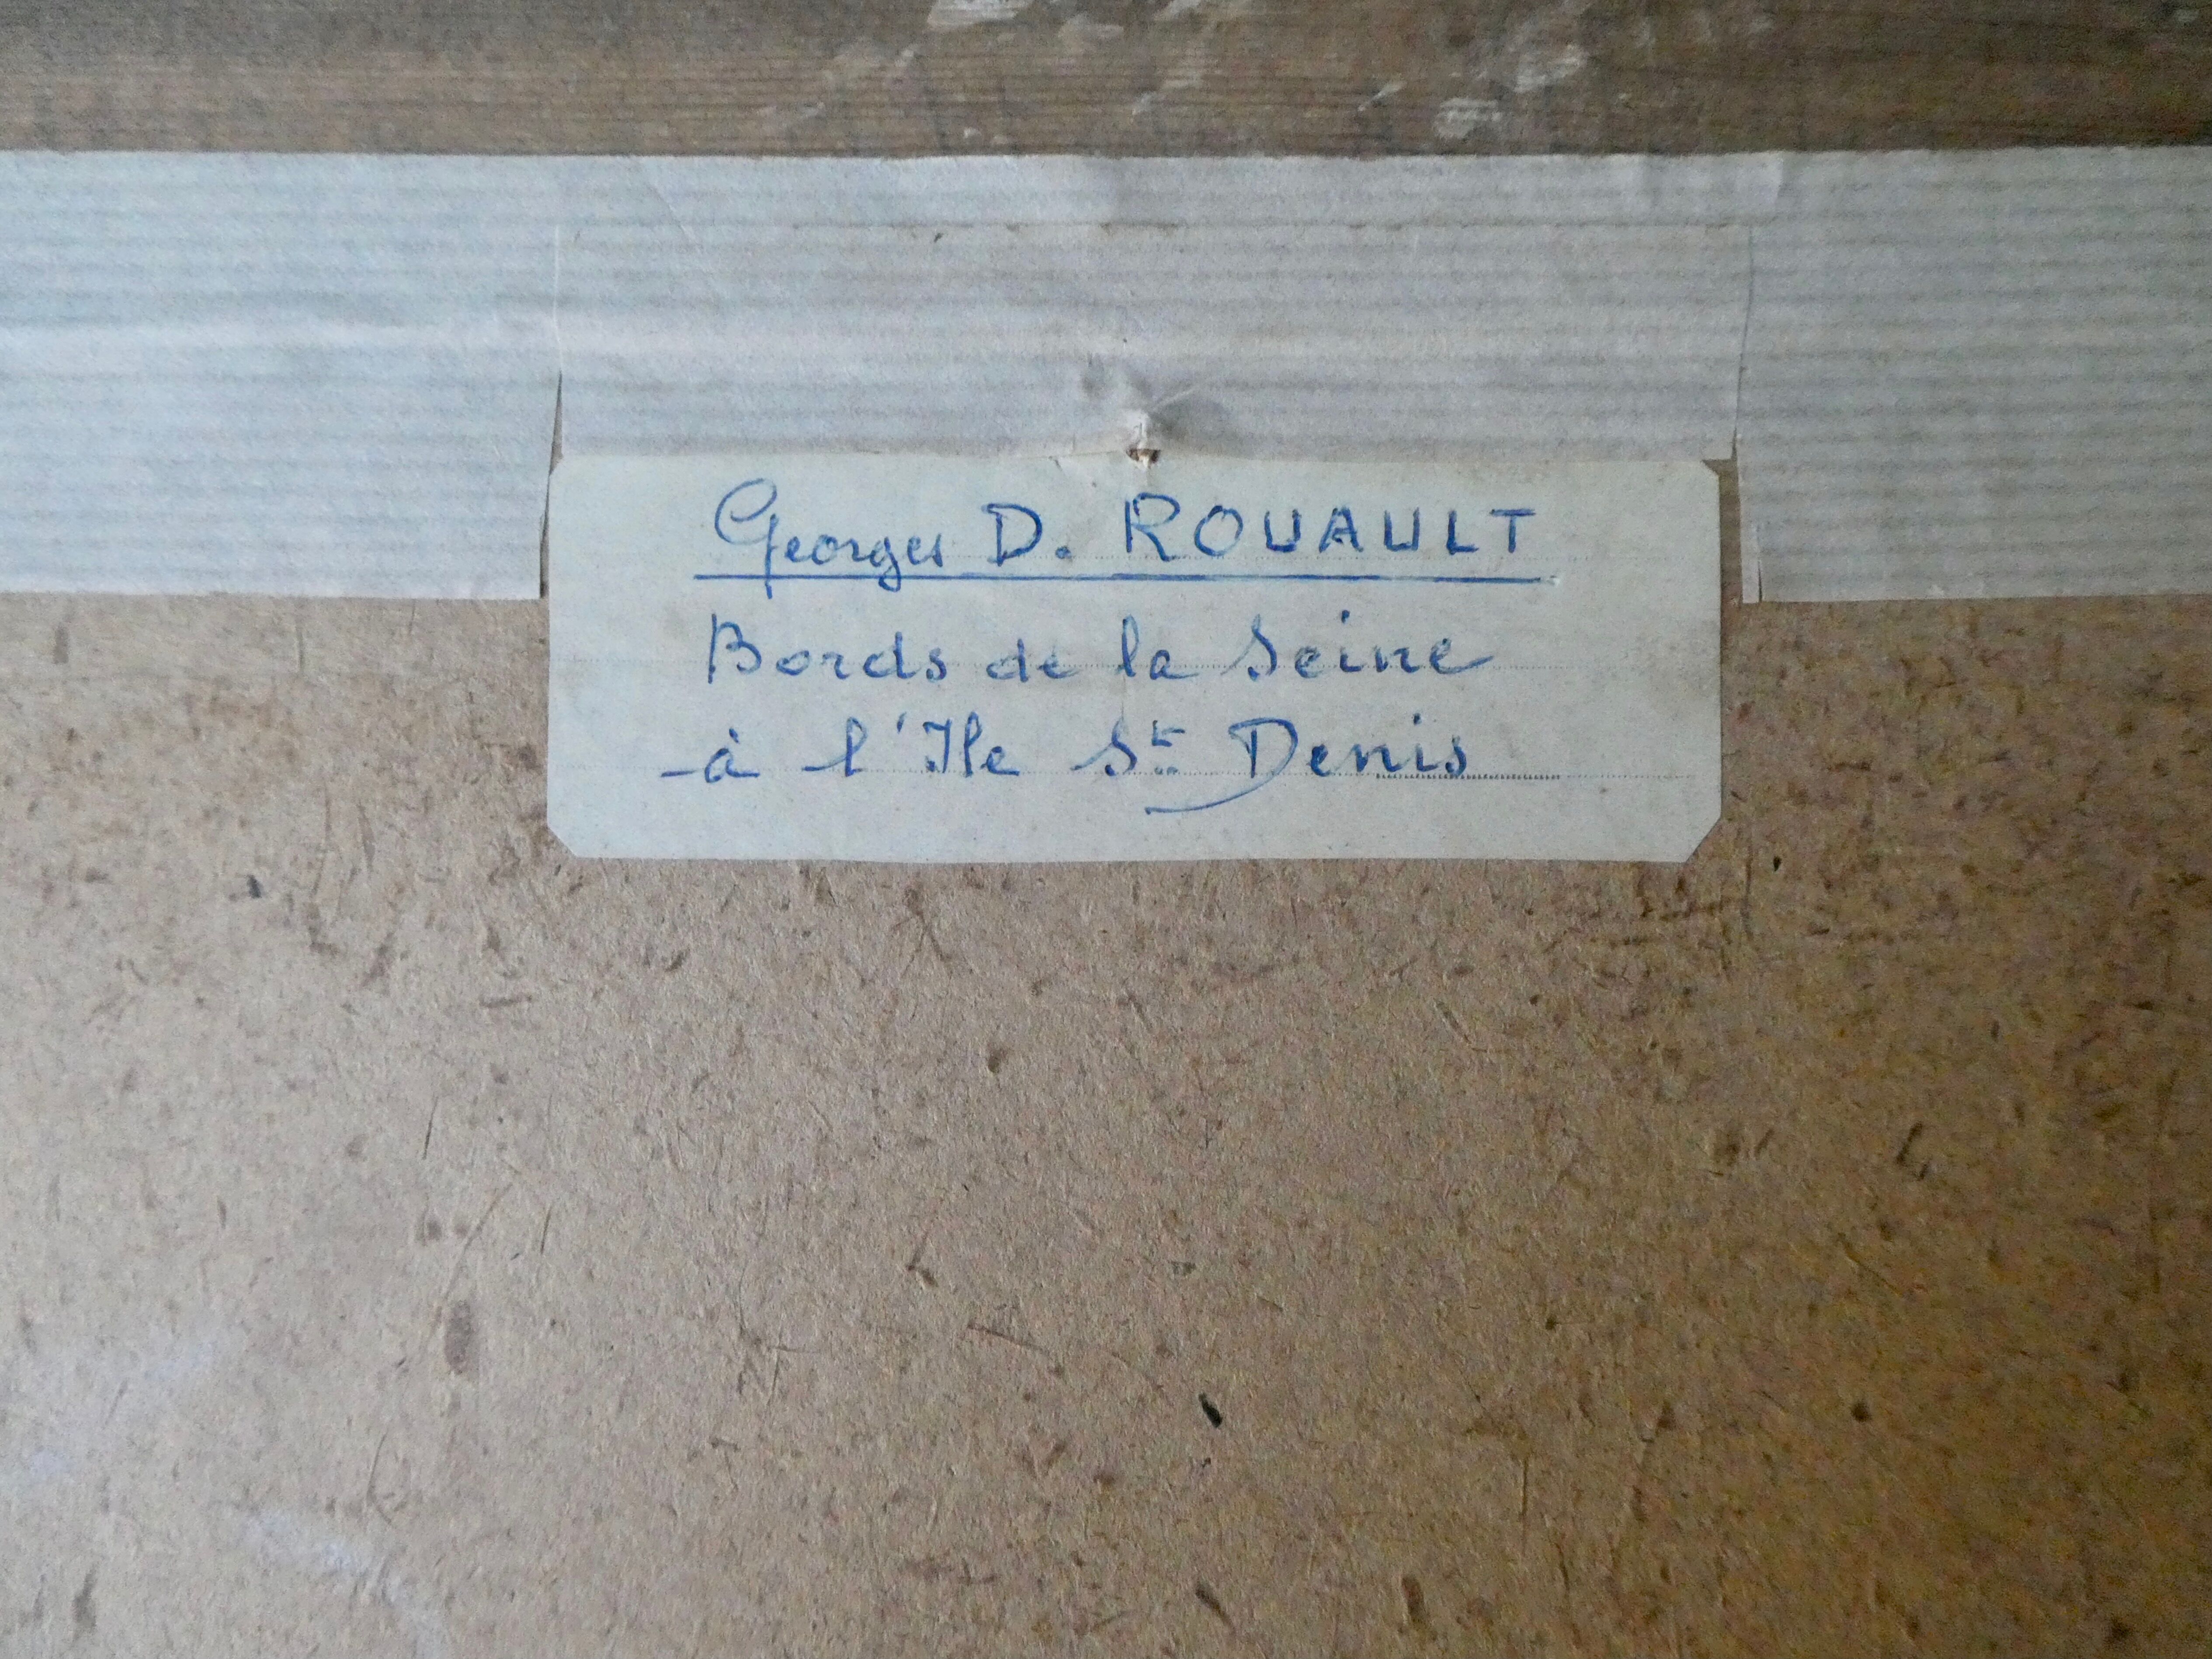 Georges D. ROUAULT
Bords de la Seine
à l'Ile St Denis